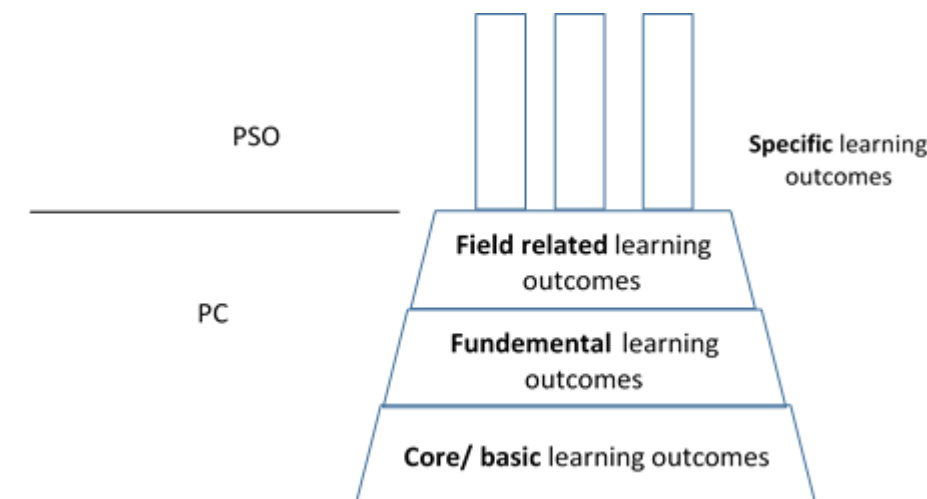 PSO
Specific learning
outcomes
Field related learning
outcomes
PC
Fundemental learning
outcomes
Core/ basic learning outcomes